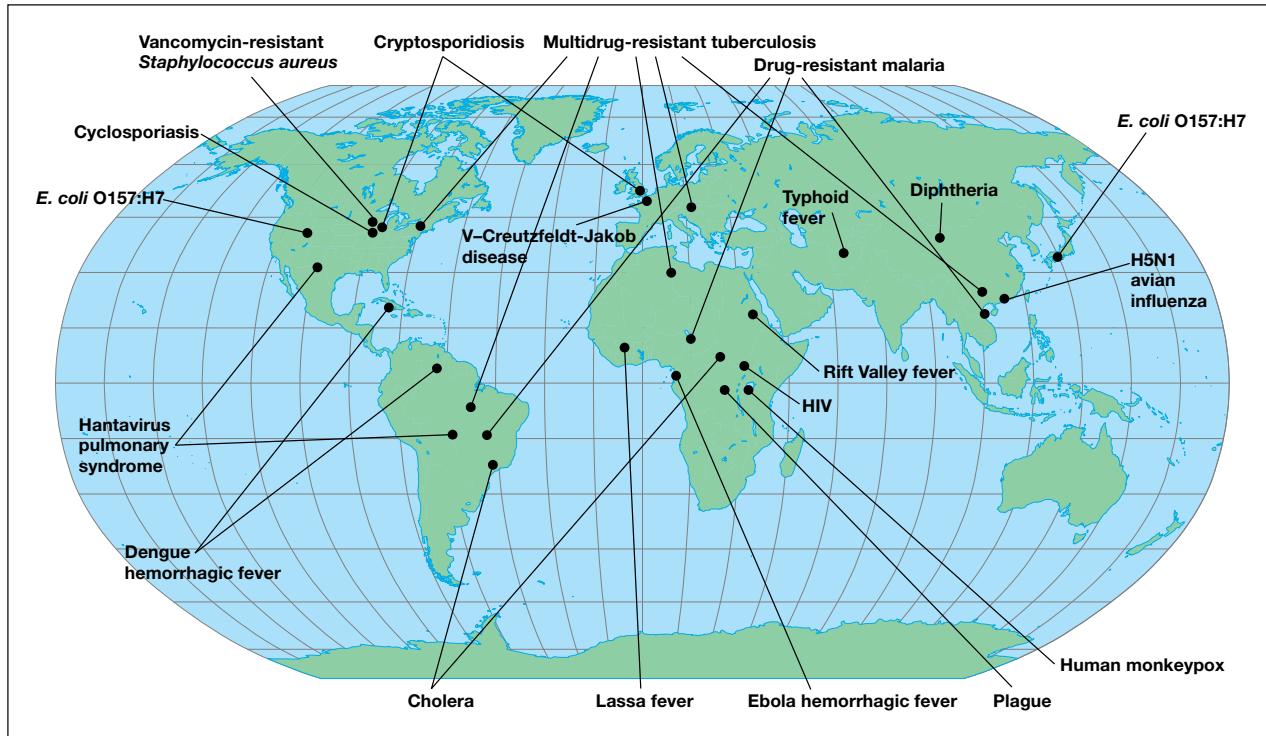 Vancomycin-resistant
Staphylococcus aureus
Cryptosporidiosis
Multidrug-resistant tuberculosis
Drug-resistant malaria
Cyclosporiasis
E. coli O157:H7
E. coli O157:H7
V–Creutzfeldt-Jakob
disease
Typhoid
fever
Diphtheria
H5N1
avian
influenza
Rift Valley fever
HIV
Hantavirus
pulmonary
syndrome
Dengue
hemorrhagic fever
Human monkeypox
Cholera
Lassa fever
Ebola hemorrhagic fever
Plague